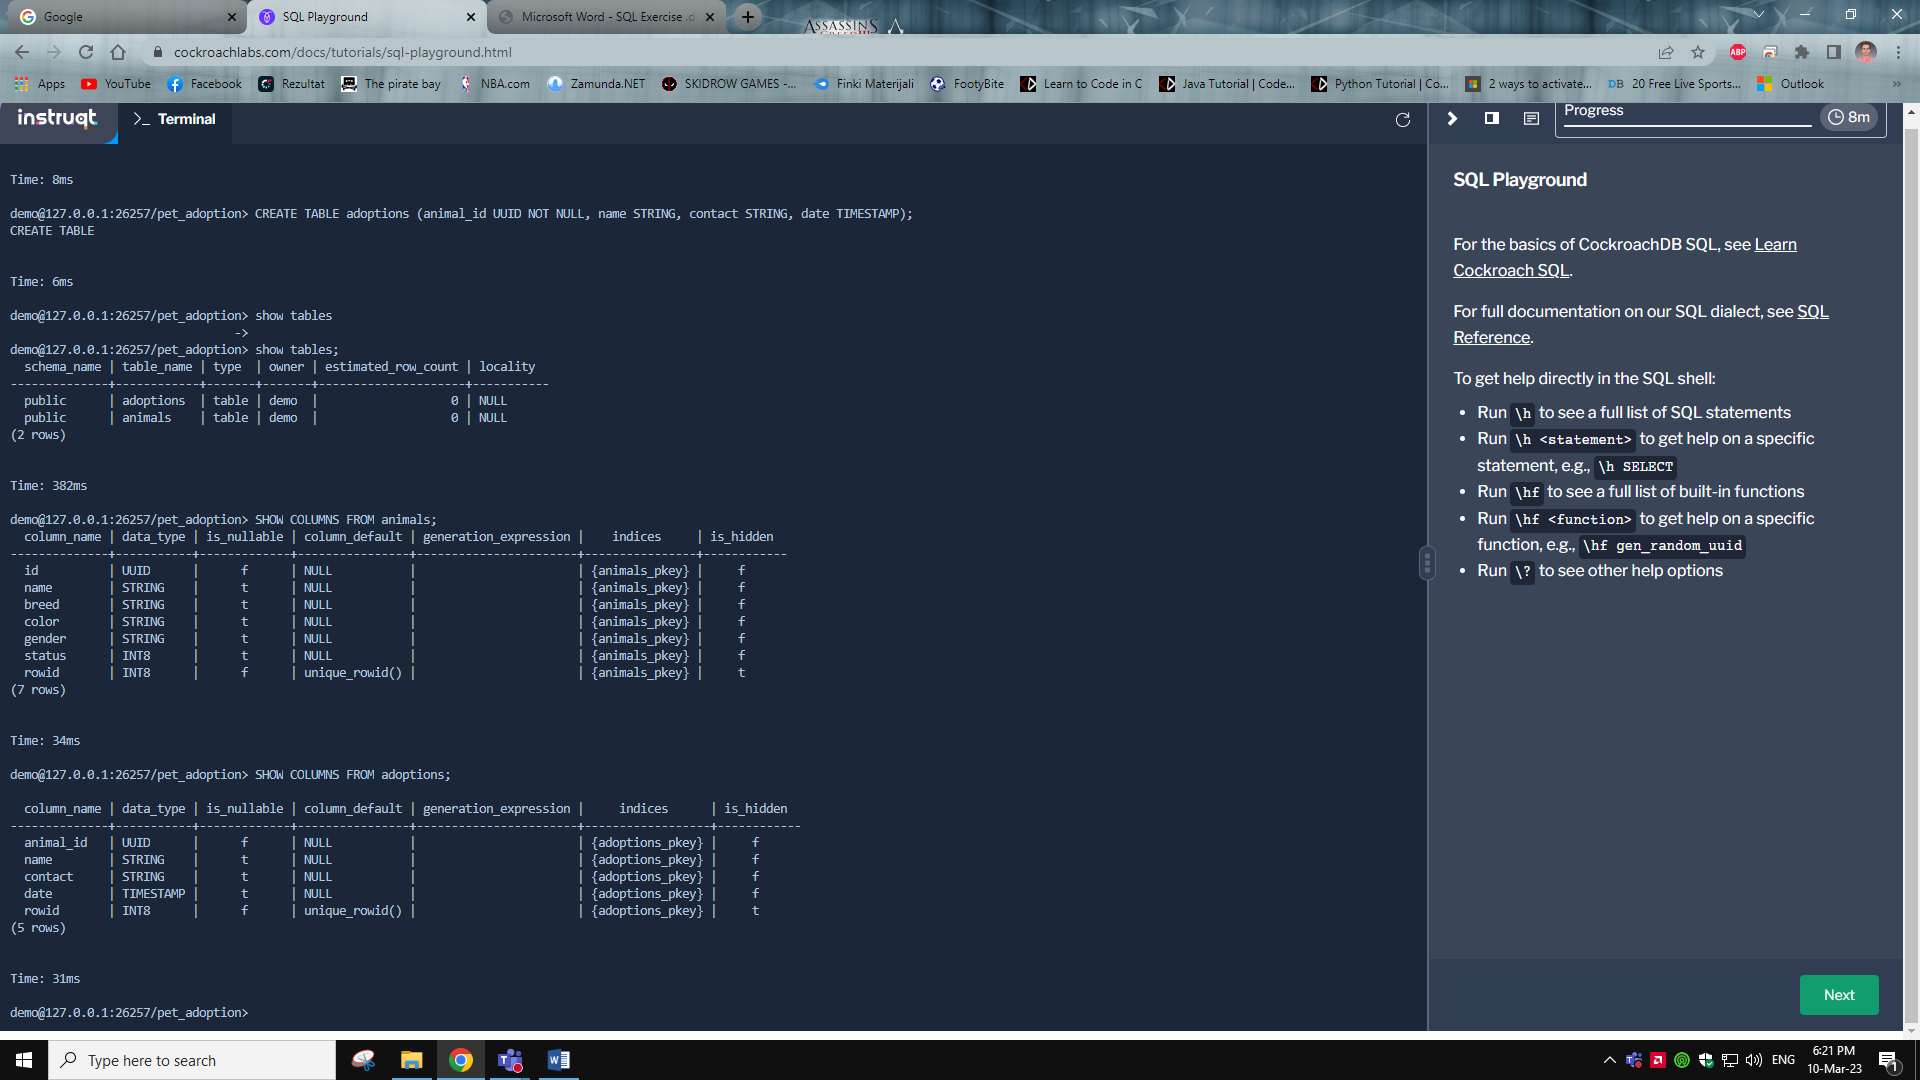 Google
SQL Playground
Microsoft Word - SQL Exercise .d
ASSASSINS
cockroachlabs.com/docs/tutorials/sql-playground.html
ABP
Apps
YouTube
Facebook
Rezultat
The pirate bay
NBA.com
Zamunda.NET
SKIDROW GAMES -...
Finki Materijali
FootyBite
Learn to Code in C
Java Tutorial | Code...
Python Tutorial | Co...
2 ways to activate...
DB 20 Free Live Sports...
Outlook
»
instruqt
>_ Terminal
Progress
8m
Time: 8ms
demo@127.0.0.1:26257/pet_adoption> CREATE TABLE adoptions (animal_id UUID NOT NULL, name STRING, contact STRING, date TIMESTAMP);
CREATE TABLE
Time: 6ms
demo@127.0.0.1:26257/pet_adoption> show tables
->
demo@127.0.0.1:26257/pet_adoption> show tables;
schema_name | table_name | type | owner | estimated_row_count | locality
--------------+------------+-------+-------+---------------------+-----------
public | adoptions | table | demo | 0 | NULL
public | animals | table | demo | 0 | NULL
(2 rows)
Time: 382ms
demo@127.0.0.1:26257/pet_adoption> SHOW COLUMNS FROM animals;
column_name | data_type | is_nullable | column_default | generation_expression | indices | is_hidden
--------------+-----------+-------------+----------------+-----------------------+----------------+------------
id | UUID | f | NULL | | {animals_pkey} | f
name | STRING | t | NULL | | {animals_pkey} | f
breed | STRING | t | NULL | | {animals_pkey} | f
color | STRING | t | NULL | | {animals_pkey} | f
gender | STRING | t | NULL | | {animals_pkey} | f
status | INT8 | t | NULL | | {animals_pkey} | f
rowid | INT8 | f | unique_rowid() | | {animals_pkey} | t
(7 rows)
Time: 34ms
demo@127.0.0.1:26257/pet_adoption> SHOW COLUMNS FROM adoptions;
column_name | data_type | is_nullable | column_default | generation_expression | indices | is_hidden
--------------+-----------+-------------+----------------+-----------------------+------------------+------------
animal_id | UUID | f | NULL | | {adoptions_pkey} | f
name | STRING | t | NULL | | {adoptions_pkey} | f
contact | STRING | t | NULL | | {adoptions_pkey} | f
date | TIMESTAMP | t | NULL | | {adoptions_pkey} | f
rowid | INT8 | f | unique_rowid() | | {adoptions_pkey} | t
(5 rows)
Time: 31ms
demo@127.0.0.1:26257/pet_adoption>
SQL Playground
For the basics of CockroachDB SQL, see Learn
Cockroach SQL.
For full documentation on our SQL dialect, see SQL
Reference.
To get help directly in the SQL shell:
• Run \h to see a full list of SQL statements
• Run \h <statement> to get help on a specific
statement, e.g., \h SELECT
• Run \hf to see a full list of built-in functions
• Run \hf <function> to get help on a specific
function, e.g., \hf gen_random_uuid
• Run \? to see other help options
Next
Type here to search
ENG
6:21 PM
10-Mar-23
1